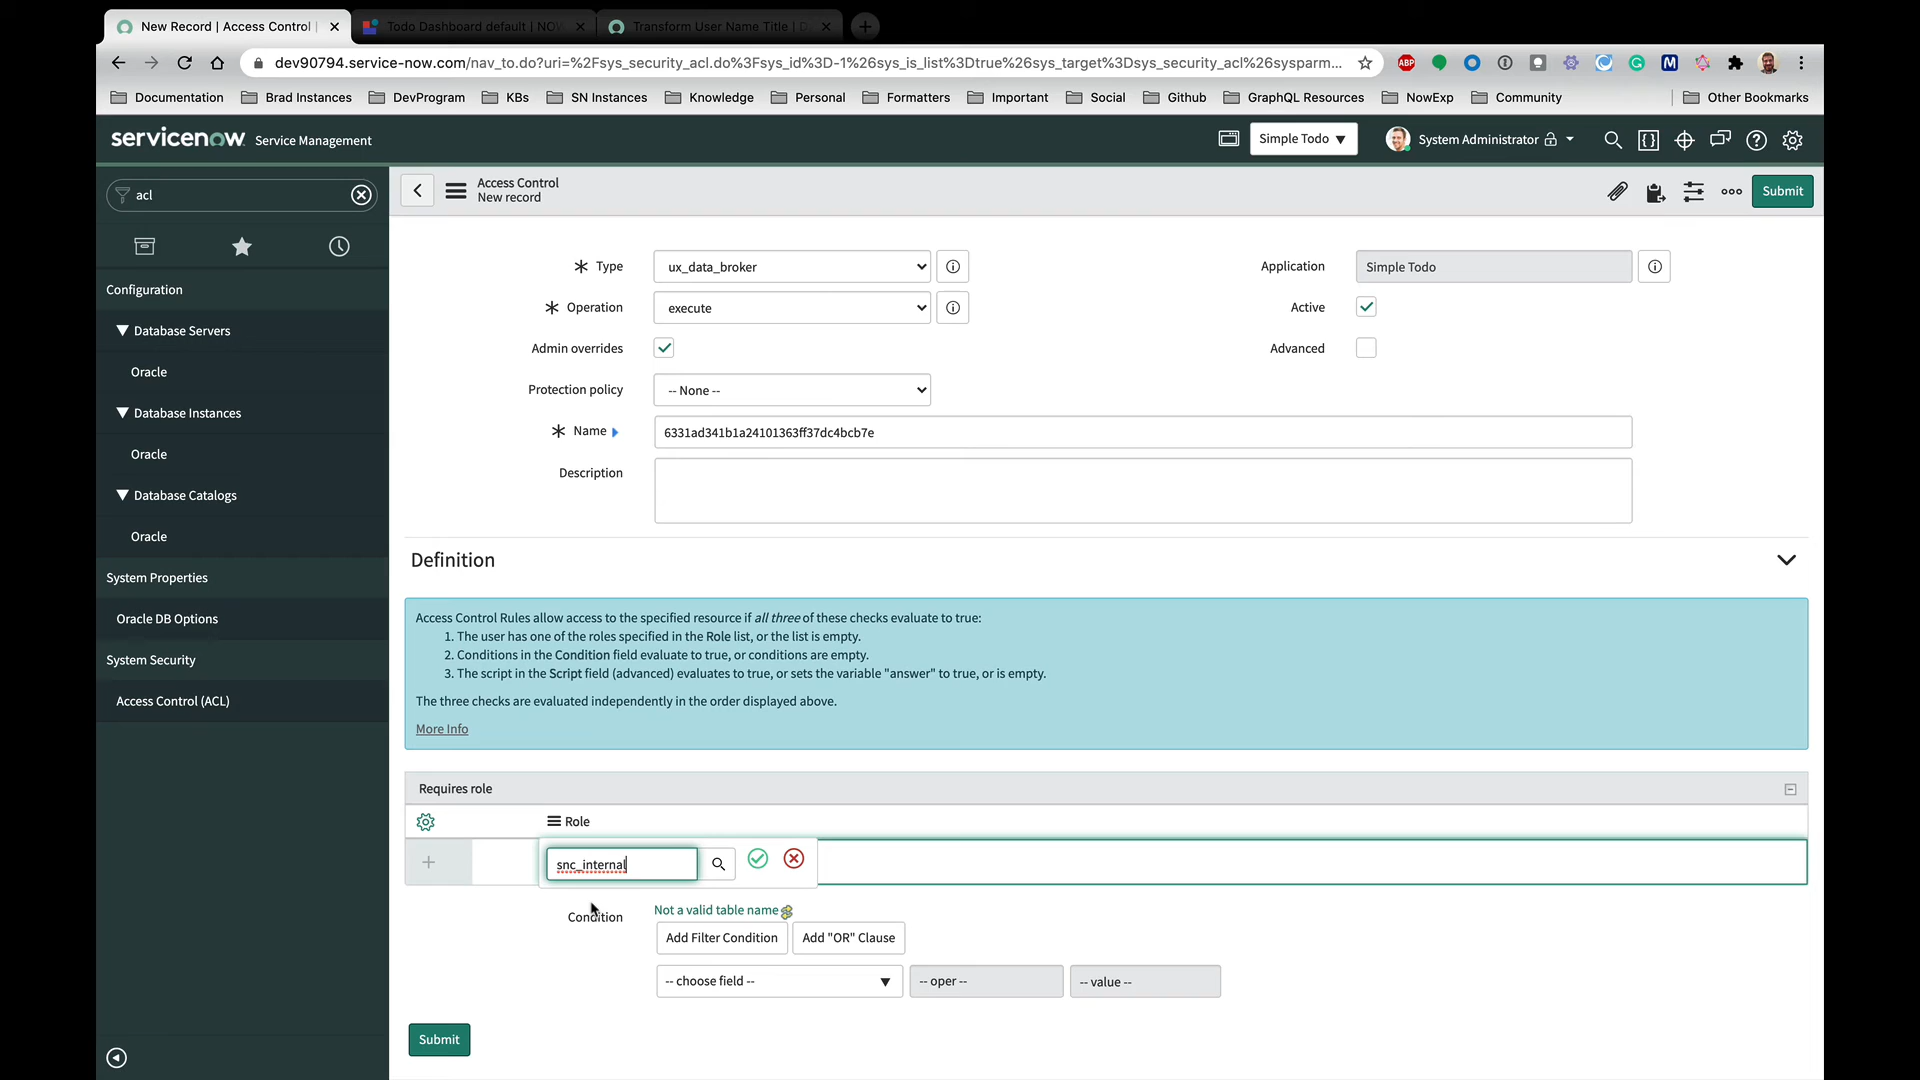 New Record | Access Control
Todo Dashboard default | NOW
Transform User Name Title | D
dev90794.service-now.com/nav_to.do?uri=%2Fsys_security_acl.do%3Fsys_id%3D-1%26sys_is_list%3Dtrue%26sys_target%3Dsys_security_acl%26sysparm...
ABP
M
Documentation
Brad Instances
DevProgram
KBs
SN Instances
Knowledge
Personal
Formatters
Important
Social
Github
GraphQL Resources
NowExp
Community
Other Bookmarks
servicenow Service Management
Simple Todo ▼
System Administrator
acl
Configuration
Database Servers
Oracle
Database Instances
Oracle
Database Catalogs
Oracle
System Properties
Oracle DB Options
System Security
Access Control (ACL)
Access Control
New record
Submit
Type
ux_data_broker
Application
Simple Todo
Operation
execute
Active
Admin overrides
Advanced
Protection policy
-- None --
Name
6331ad341b1a24101363ff37dc4bcb7e
Description
Definition
Access Control Rules allow access to the specified resource if all three of these checks evaluate to true:
1. The user has one of the roles specified in the Role list, or the list is empty.
2. Conditions in the Condition field evaluate to true, or conditions are empty.
3. The script in the Script field (advanced) evaluates to true, or sets the variable "answer" to true, or is empty.
The three checks are evaluated independently in the order displayed above.
More Info
Requires role
Role
snc_internal
Condition
Not a valid table name
Add Filter Condition
Add "OR" Clause
-- choose field --
-- oper --
-- value --
Submit